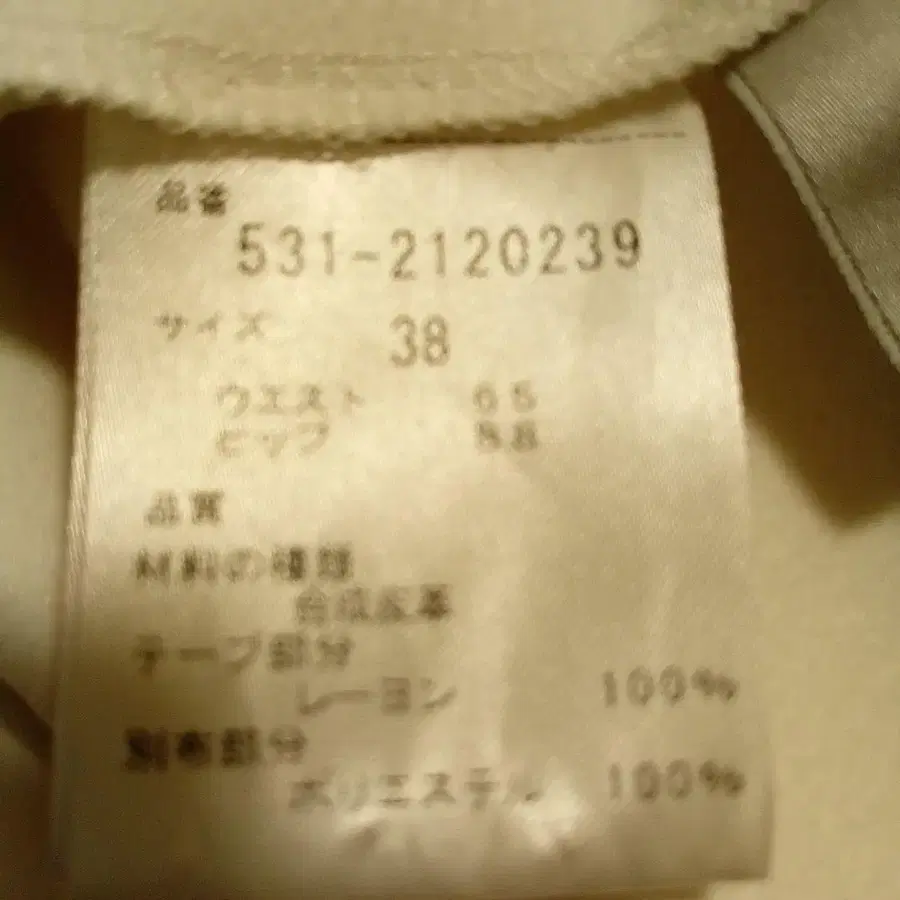 品番
531-2120239
サイズ 38
ウエスト 65
ヒップ 88
品質
材料の種類
合成皮革
テープ部分
レーヨン 100%
別布部分
ポリエステル 100%